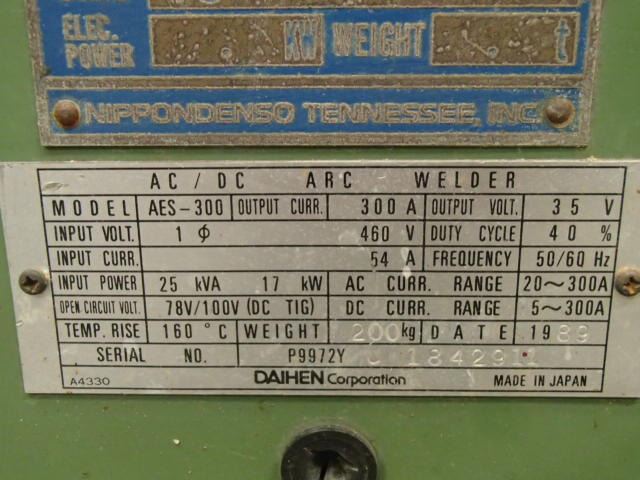 ELEC. POWER KW WEIGHT t
NIPPONDENSO TENNESSEE, INC.
AC / DC ARC WELDER
MODEL AES-300 OUTPUT CURR. 300 A OUTPUT VOLT. 35 V
INPUT VOLT. 1 ϕ 460 V DUTY CYCLE 40 %
INPUT CURR. 54 A FREQUENCY 50/60 Hz
INPUT POWER 25 kVA 17 kW AC CURR. RANGE 20~300A
OPEN CIRCUIT VOLT. 78V/100V (DC TIG) DC CURR. RANGE 5~300A
TEMP. RISE 160 °C WEIGHT 200kg DATE 1989
SERIAL NO. P9972Y
A4330 DAIHEN Corporation MADE IN JAPAN